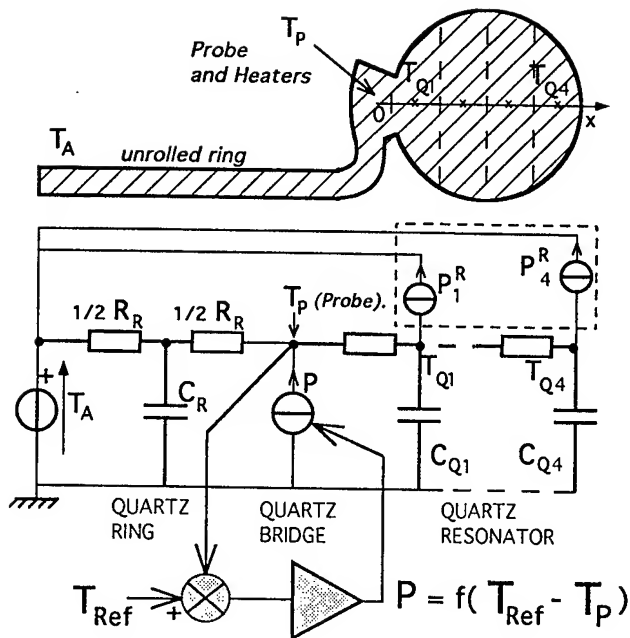 T_P
Probe
and Heaters
T_Q1
T_Q4
0
x
T_A
unrolled ring
P_1^R
P_4^R
1/2 R_R
1/2 R_R
T_P (Probe).
+
T_A
C_R
P
T_Q1
T_Q4
C_Q1
C_Q4
QUARTZ
RING
QUARTZ
BRIDGE
QUARTZ
RESONATOR
T_Ref
+
P = f( T_Ref - T_P )